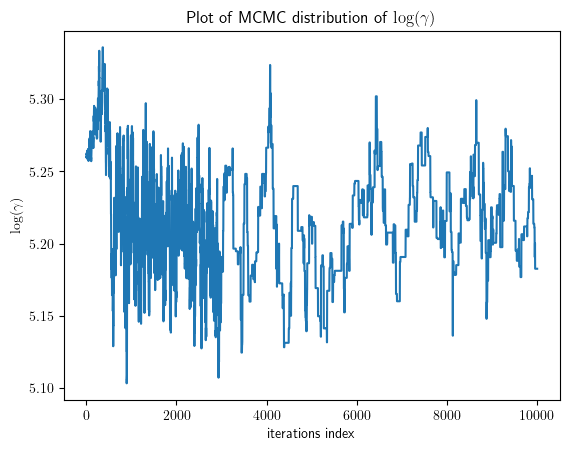 Plot of MCMC distribution of log(γ)
log(γ)
5.30
5.25
5.20
5.15
5.10
0 2000 4000 6000 8000 10000
iterations index